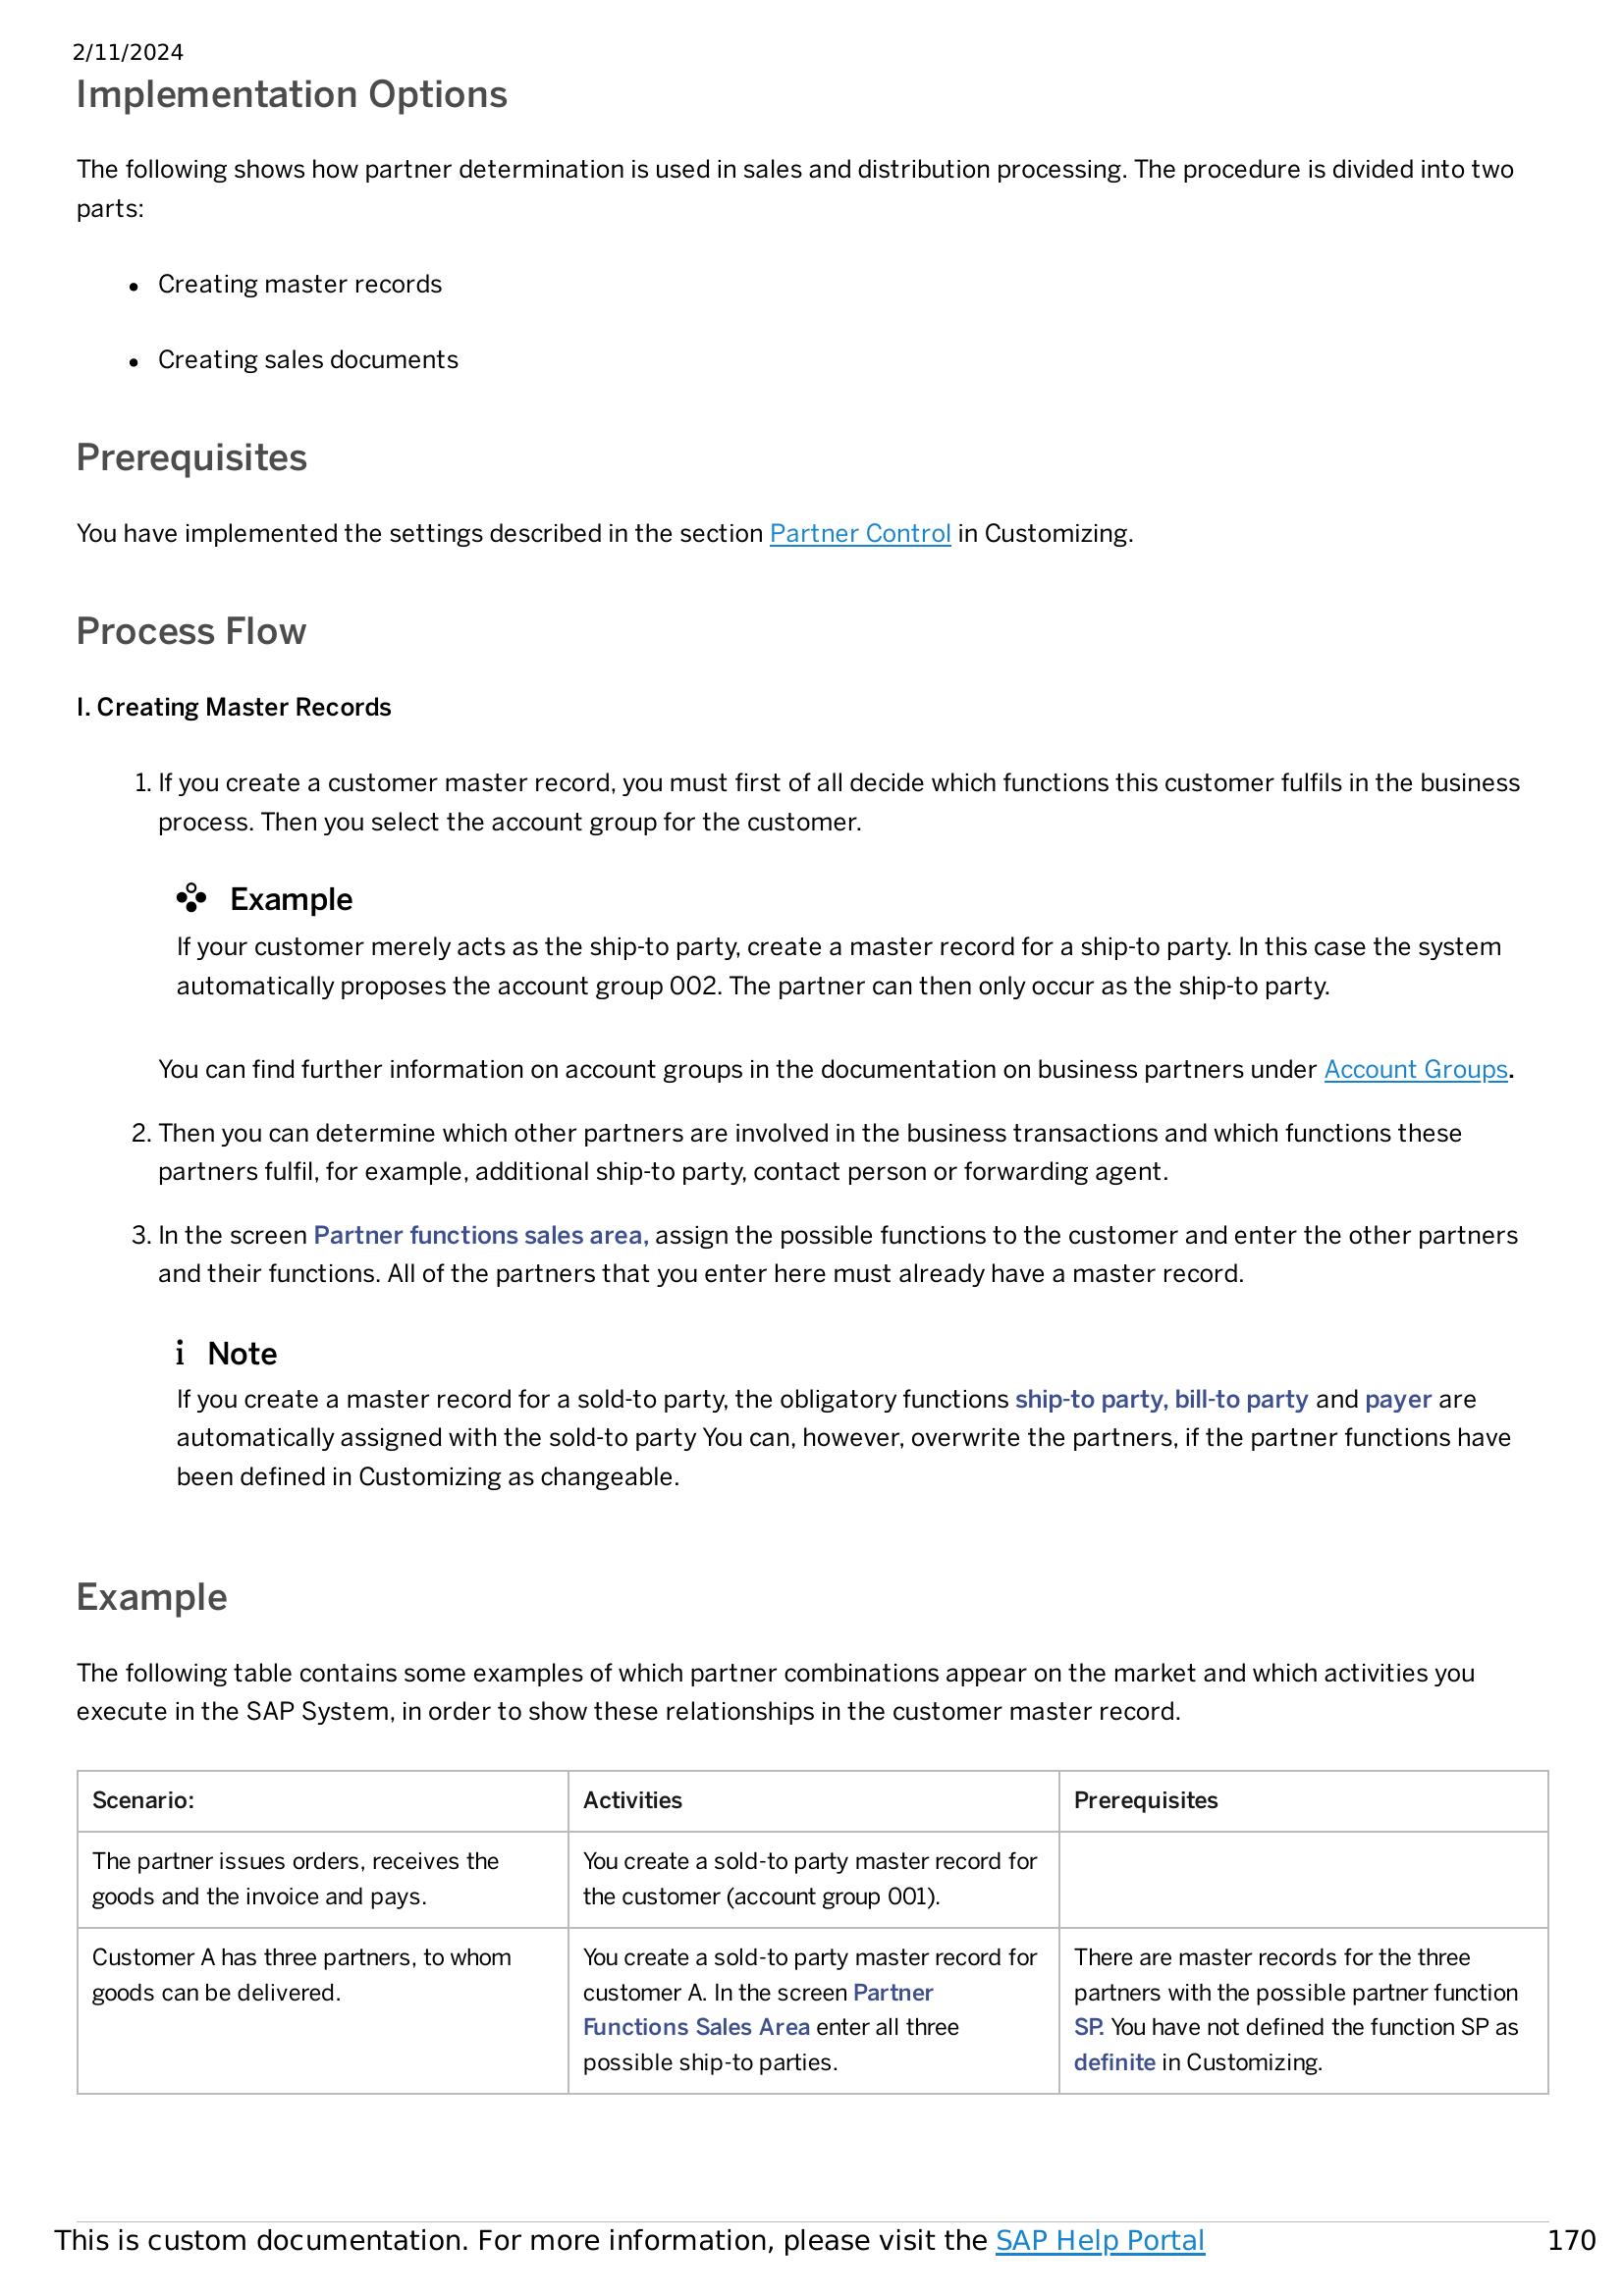 2/11/2024
Implementation Options
The following shows how partner determination is used in sales and distribution processing. The procedure is divided into two
parts:
• Creating master records
• Creating sales documents
Prerequisites
You have implemented the settings described in the section Partner Control in Customizing.
Process Flow
I. Creating Master Records
1. If you create a customer master record, you must first of all decide which functions this customer fulfils in the business
process. Then you select the account group for the customer.
Example
If your customer merely acts as the ship-to party, create a master record for a ship-to party. In this case the system
automatically proposes the account group 002. The partner can then only occur as the ship-to party.
You can find further information on account groups in the documentation on business partners under Account Groups.
2. Then you can determine which other partners are involved in the business transactions and which functions these
partners fulfil, for example, additional ship-to party, contact person or forwarding agent.
3. In the screen Partner functions sales area, assign the possible functions to the customer and enter the other partners
and their functions. All of the partners that you enter here must already have a master record.
i Note
If you create a master record for a sold-to party, the obligatory functions ship-to party, bill-to party and payer are
automatically assigned with the sold-to party You can, however, overwrite the partners, if the partner functions have
been defined in Customizing as changeable.
Example
The following table contains some examples of which partner combinations appear on the market and which activities you
execute in the SAP System, in order to show these relationships in the customer master record.
Scenario:
Activities
Prerequisites
The partner issues orders, receives the
goods and the invoice and pays.
You create a sold-to party master record for
the customer (account group 001).
Customer A has three partners, to whom
goods can be delivered.
You create a sold-to party master record for
customer A. In the screen Partner
Functions Sales Area enter all three
possible ship-to parties.
There are master records for the three
partners with the possible partner function
SP. You have not defined the function SP as
definite in Customizing.
This is custom documentation. For more information, please visit the SAP Help Portal
170